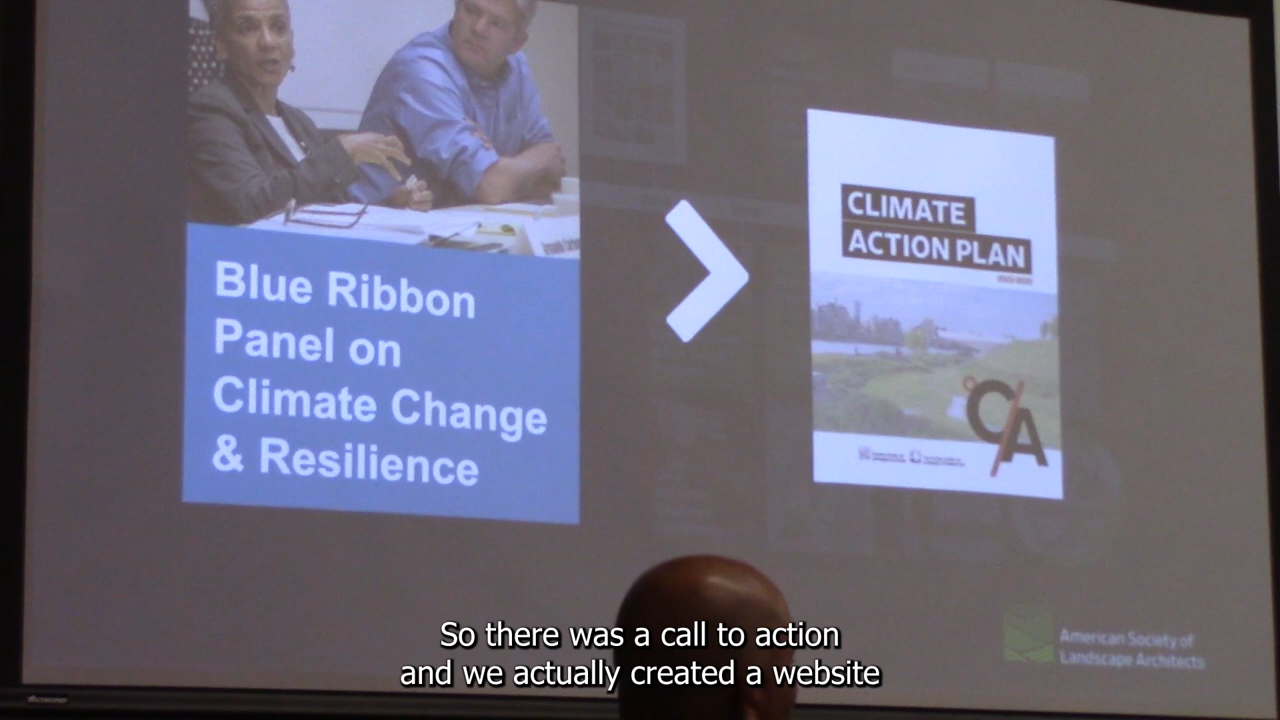 Blue Ribbon
Panel on
Climate Change
& Resilience
CLIMATE
ACTION PLAN
American Society of
Landscape Architects
So there was a call to action
and we actually created a website